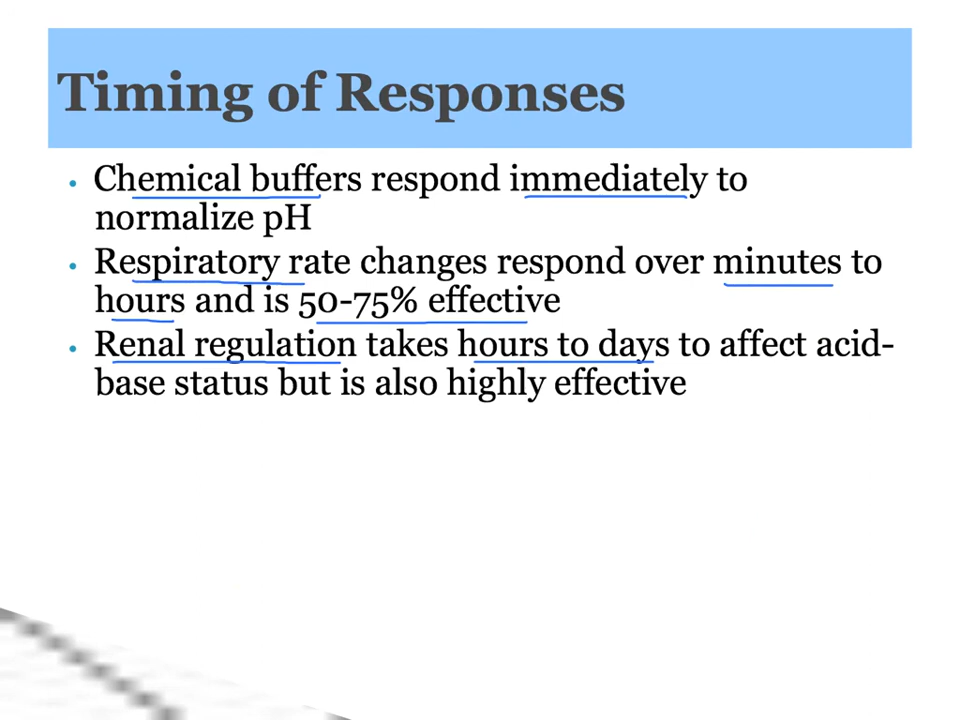 Timing of Responses
• Chemical buffers respond immediately to
normalize pH
• Respiratory rate changes respond over minutes to
hours and is 50-75% effective
• Renal regulation takes hours to days to affect acid-
base status but is also highly effective